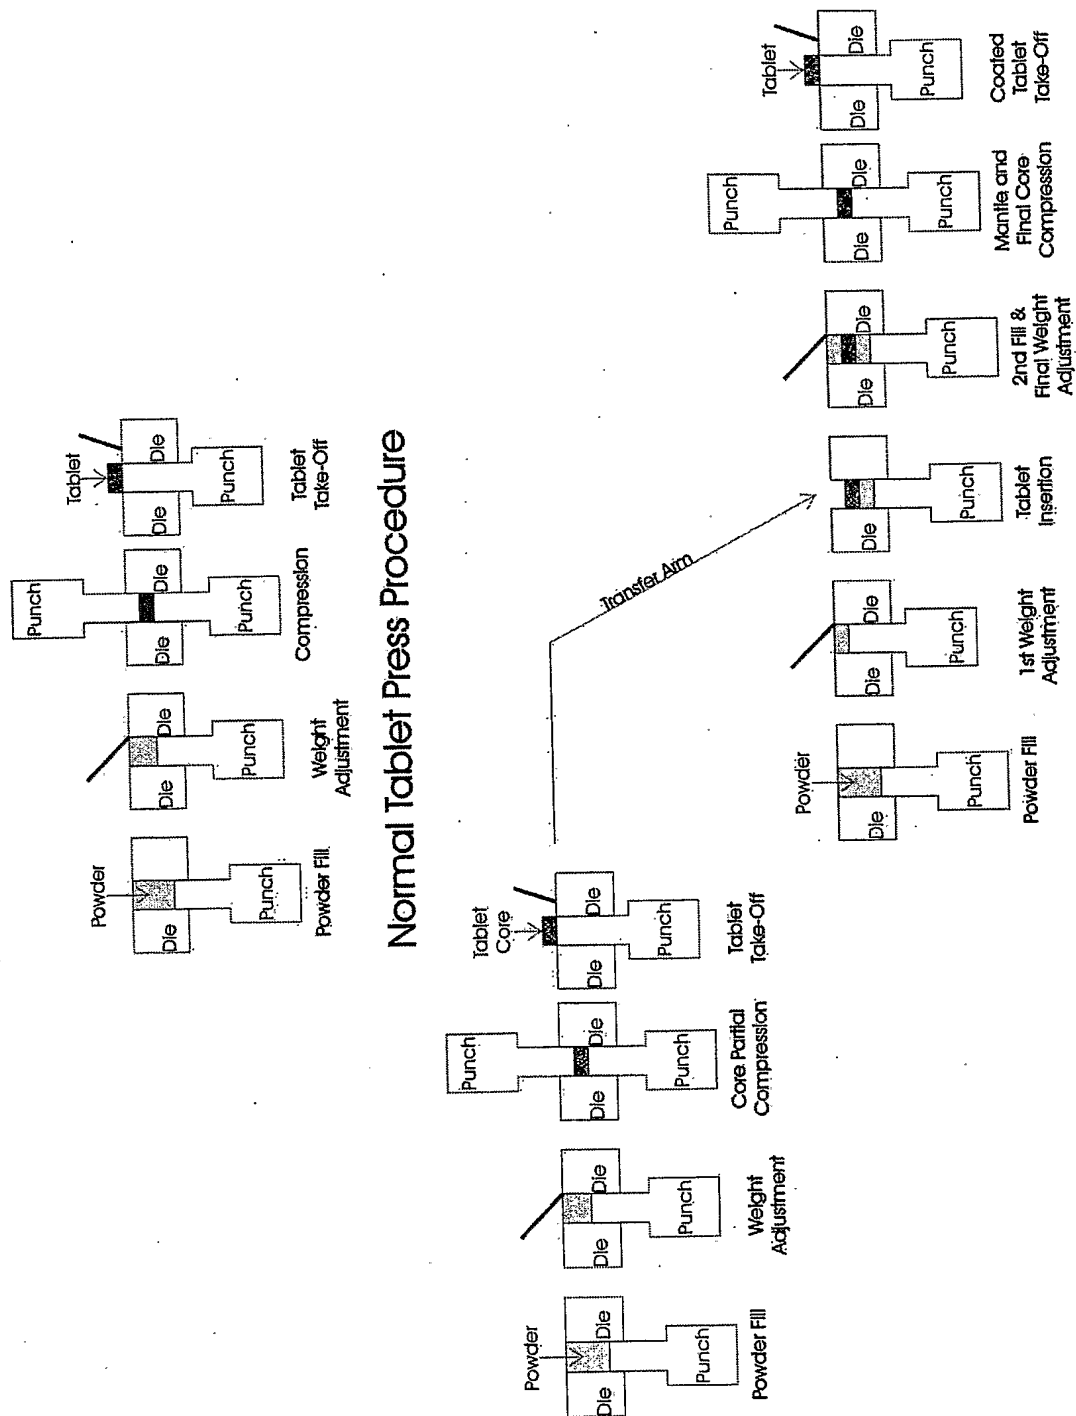 Powder
Die
Punch
Powder Fill
Die
Die
Punch
Weight
Adjustment
Punch
Die
Die
Punch
Compression
Tablet
Die
Die
Punch
Tablet
Take-Off
Normal Tablet Press Procedure
Powder
Die
Die
Punch
Powder Fill
Die
Die
Punch
Weight
Adjustment
Punch
Die
Die
Punch
Core Partial
Compression
Tablet
Core
Die
Die
Punch
Tablet
Take-Off
Transfer Arm
Powder
Die
Punch
Powder Fill
Die
Die
Punch
1st Weight
Adjustment
Die
Punch
Tablet
Insertion
Die
Die
Punch
2nd Fill &
Final Weight
Adjustment
Punch
Die
Die
Punch
Mantle and
Final Core
Compression
Tablet
Die
Die
Punch
Coated
Tablet
Take-Off